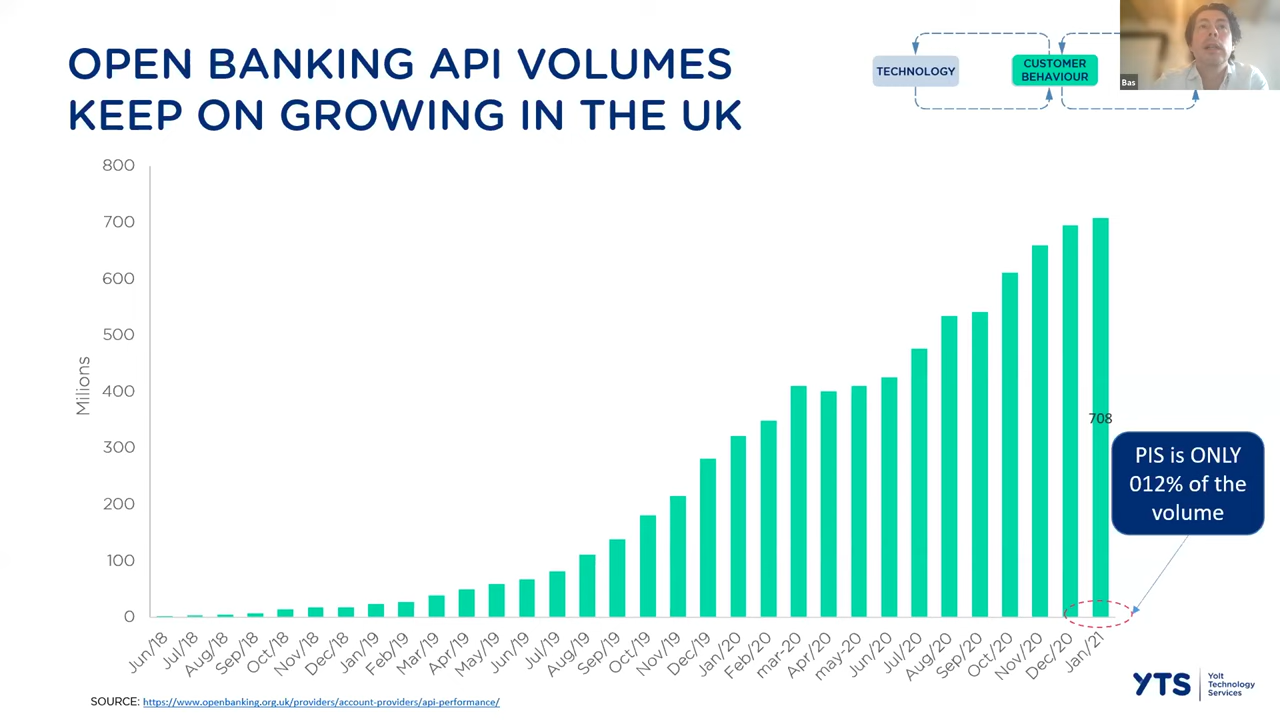 OPEN BANKING API VOLUMES
KEEP ON GROWING IN THE UK
TECHNOLOGY
CUSTOMER
BEHAVIOUR
Bas
800
700
600
500
400
300
200
100
0
Milions
708
PIS is ONLY
012% of the
volume
Jun/18
Jul/18
Aug/18
Sep/18
Oct/18
Nov/18
Dec/18
Jan/19
Feb/19
Mar/19
Apr/19
May/19
Jun/19
Jul/19
Aug/19
Sep/19
Oct/19
Nov/19
Dec/19
Jan/20
Feb/20
mar-20
Apr/20
may-20
Jun/20
Jul/20
Aug/20
Sep/20
Oct/20
Nov/20
Dec/20
Jan/21
SOURCE: https://www.openbanking.org.uk/providers/account-providers/api-performance/
YTS
Yolt
Technology
Services